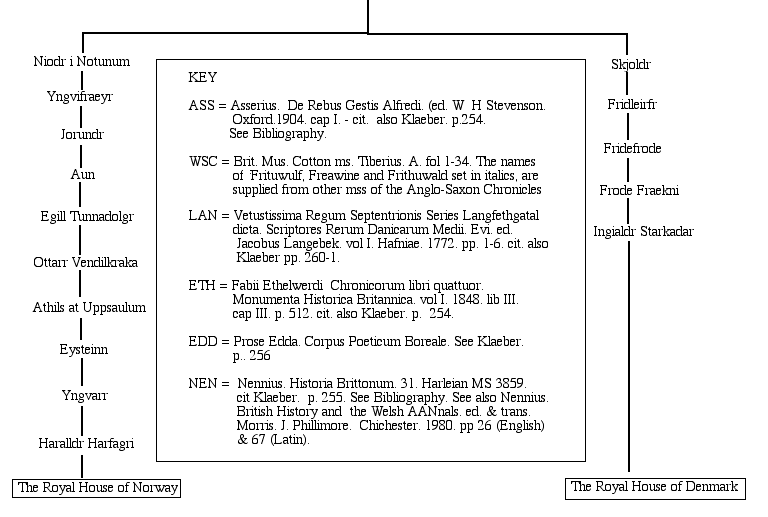 Niodr i Notunum
Yngvifraeyr
Jorundr
Aun
Egill Tunnadolgr
Ottarr Vendilkraka
Athils at Uppsaulum
Eysteinn
Yngvarr
Haralldr Harfagri
The Royal House of Norway
KEY
ASS = Asserius. De Rebus Gestis Alfredi. (ed. W H Stevenson.
Oxford.1904. cap I. - cit. also Klaeber. p.254.
See Bibliography.
WSC = Brit. Mus. Cotton ms. Tiberius. A. fol 1-34. The names
of Frituwulf, Freawine and Frithuwald set in italics, are
supplied from other mss of the Anglo-Saxon Chronicles
LAN = Vetustissima Regum Septentrionis Series Langfethgatal
dicta. Scriptores Rerum Danicarum Medii. Evi. ed.
Jacobus Langebek. vol I. Hafniae. 1772. pp. 1-6. cit. also
Klaeber pp. 260-1.
ETH = Fabii Ethelwerdi Chronicorum libri quattuor.
Monumenta Historica Britannica. vol I. 1848. lib III.
cap III. p. 512. cit. also Klaeber. p. 254.
EDD = Prose Edda. Corpus Poeticum Boreale. See Klaeber.
p.. 256
NEN = Nennius. Historia Brittonum. 31. Harleian MS 3859.
cit Klaeber. p. 255. See Bibliography. See also Nennius.
British History and the Welsh AANnals. ed. & trans.
Morris. J. Phillimore. Chichester. 1980. pp 26 (English)
& 67 (Latin).
Skjoldr
Fridleirfr
Fridefrode
Frode Fraekni
Ingialdr Starkadar
The Royal House of Denmark